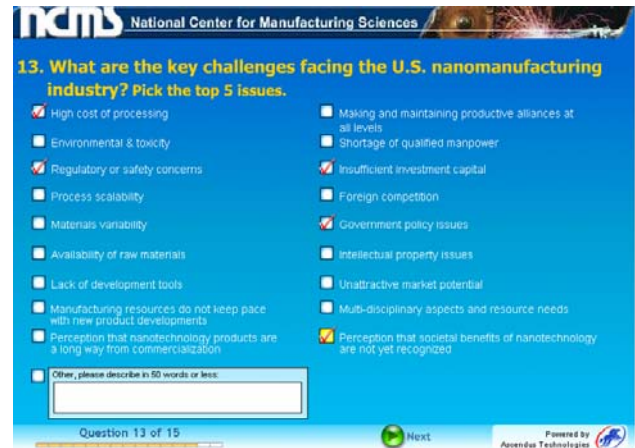 ncms National Center for Manufacturing Sciences
13. What are the key challenges facing the U.S. nanomanufacturing
industry? Pick the top 5 issues.
High cost of processing
Environmental & toxicity
Regulatory or safety concerns
Process scalability
Materials variability
Availability of raw materials
Lack of development tools
Manufacturing resources do not keep pace
with new product developments
Perception that nanotechnology products are
a long way from commercialization
Making and maintaining productive alliances at
all levels
Shortage of qualified manpower
Insufficient investment capital
Foreign competition
Government policy issues
Intellectual property issues
Unattractive market potential
Multi-disciplinary aspects and resource needs
Perception that societal benefits of nanotechnology
are not yet recognized
Other, please describe in 50 words or less:
Question 13 of 15
Next
Powered by
Ascendus Technologies